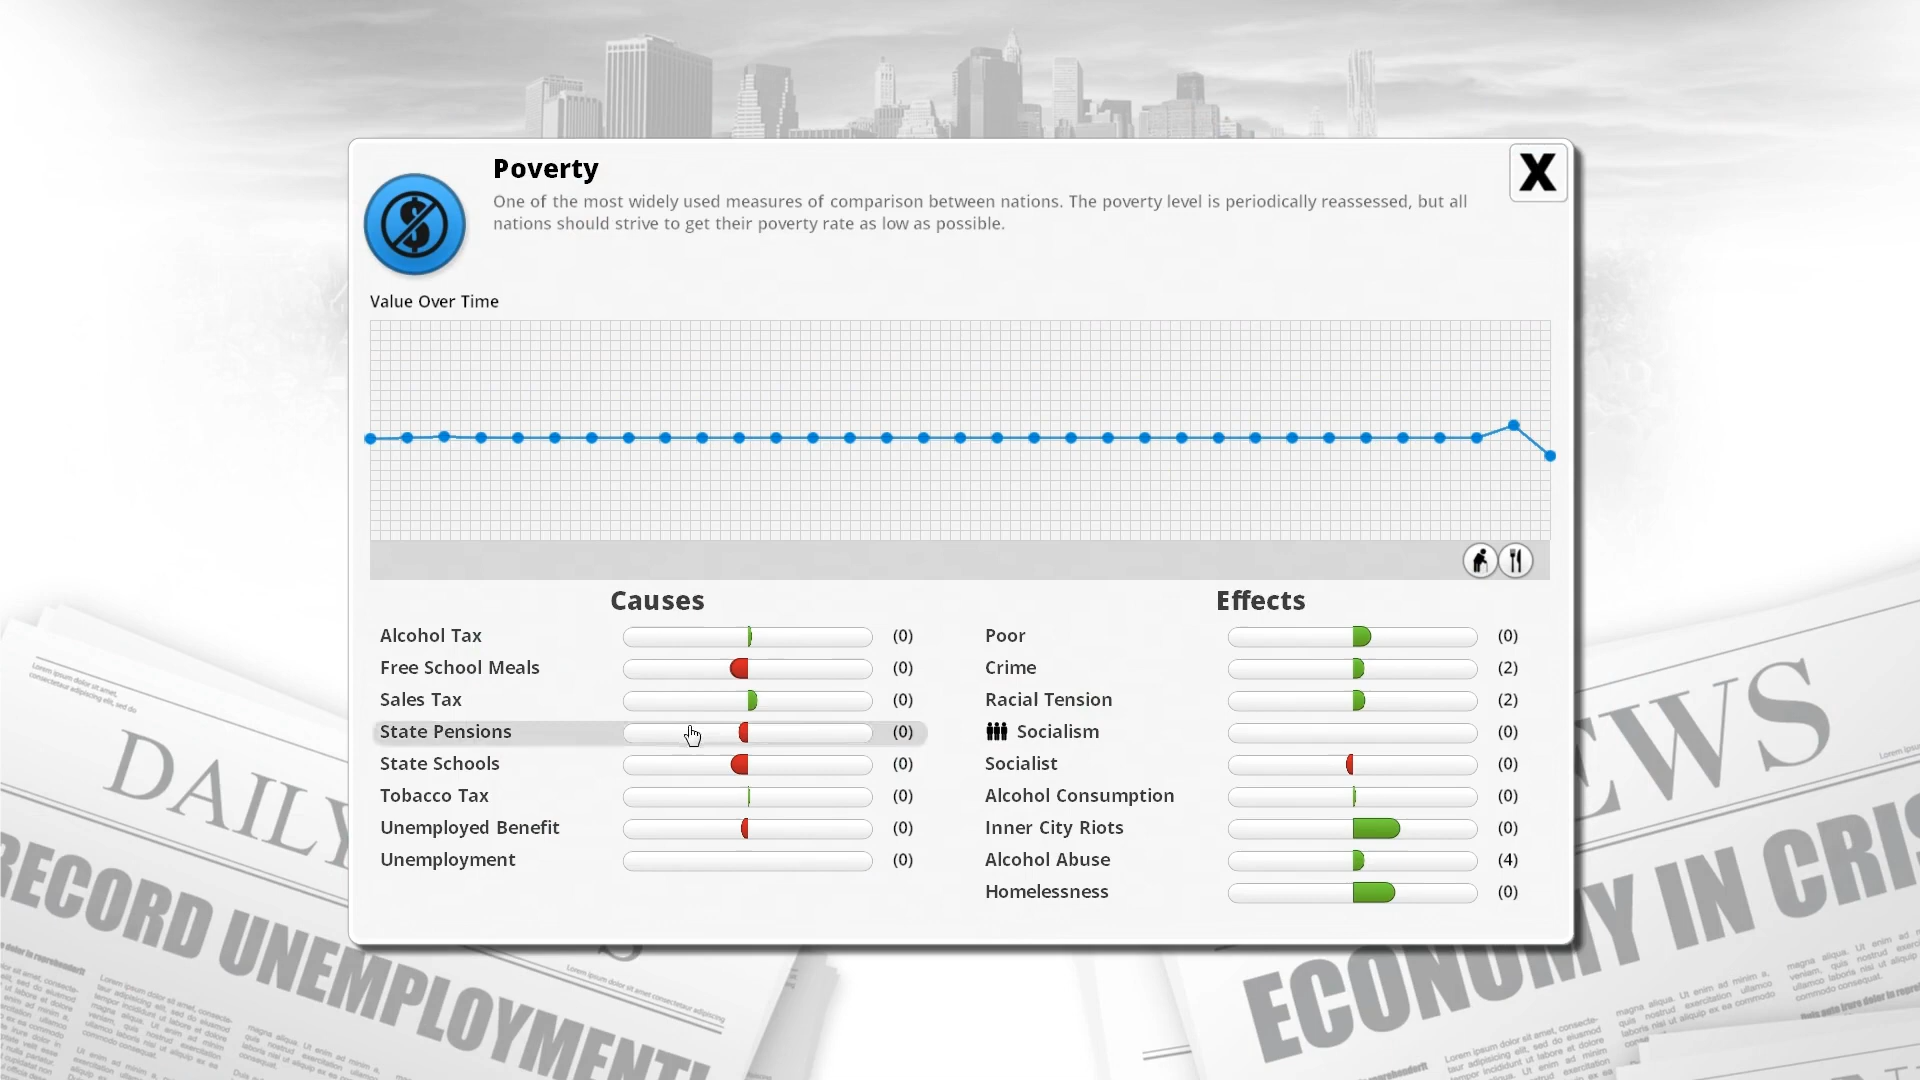 Poverty
One of the most widely used measures of comparison between nations. The poverty level is periodically reassessed, but all
nations should strive to get their poverty rate as low as possible.
X
Value Over Time
Causes
Alcohol Tax (0)
Free School Meals (0)
Sales Tax (0)
State Pensions (0)
State Schools (0)
Tobacco Tax (0)
Unemployed Benefit (0)
Unemployment (0)
Effects
Poor (0)
Crime (2)
Racial Tension (2)
Socialism (0)
Socialist (0)
Alcohol Consumption (0)
Inner City Riots (0)
Alcohol Abuse (4)
Homelessness (0)
DAILY
RECORD UNEMPLOYMENT!
EWS
ECONOMY IN CRIS